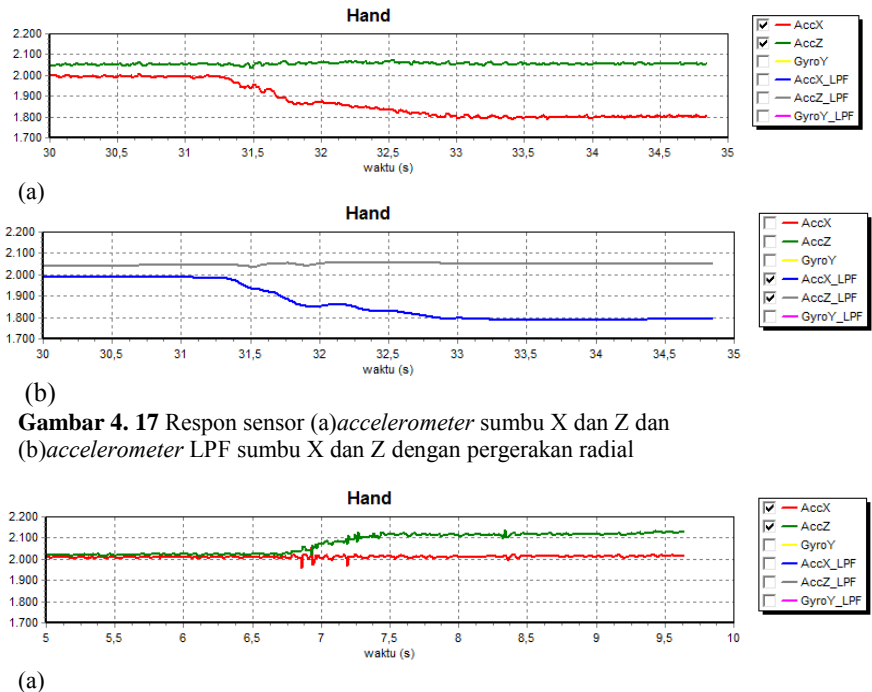 Hand
2.200
2.100
2.000
1.900
1.800
1.700
30 30,5 31 31,5 32 32,5 33 33,5 34 34,5 35
waktu (s)
AccX
AccZ
GyroY
AccX_LPF
AccZ_LPF
GyroY_LPF
(a)
Hand
2.200
2.100
2.000
1.900
1.800
1.700
30 30,5 31 31,5 32 32,5 33 33,5 34 34,5 35
waktu (s)
AccX
AccZ
GyroY
AccX_LPF
AccZ_LPF
GyroY_LPF
(b)
Gambar 4. 17 Respon sensor (a)accelerometer sumbu X dan Z dan
(b)accelerometer LPF sumbu X dan Z dengan pergerakan radial
Hand
2.200
2.100
2.000
1.900
1.800
1.700
5 5,5 6 6,5 7 7,5 8 8,5 9 9,5 10
waktu (s)
AccX
AccZ
GyroY
AccX_LPF
AccZ_LPF
GyroY_LPF
(a)